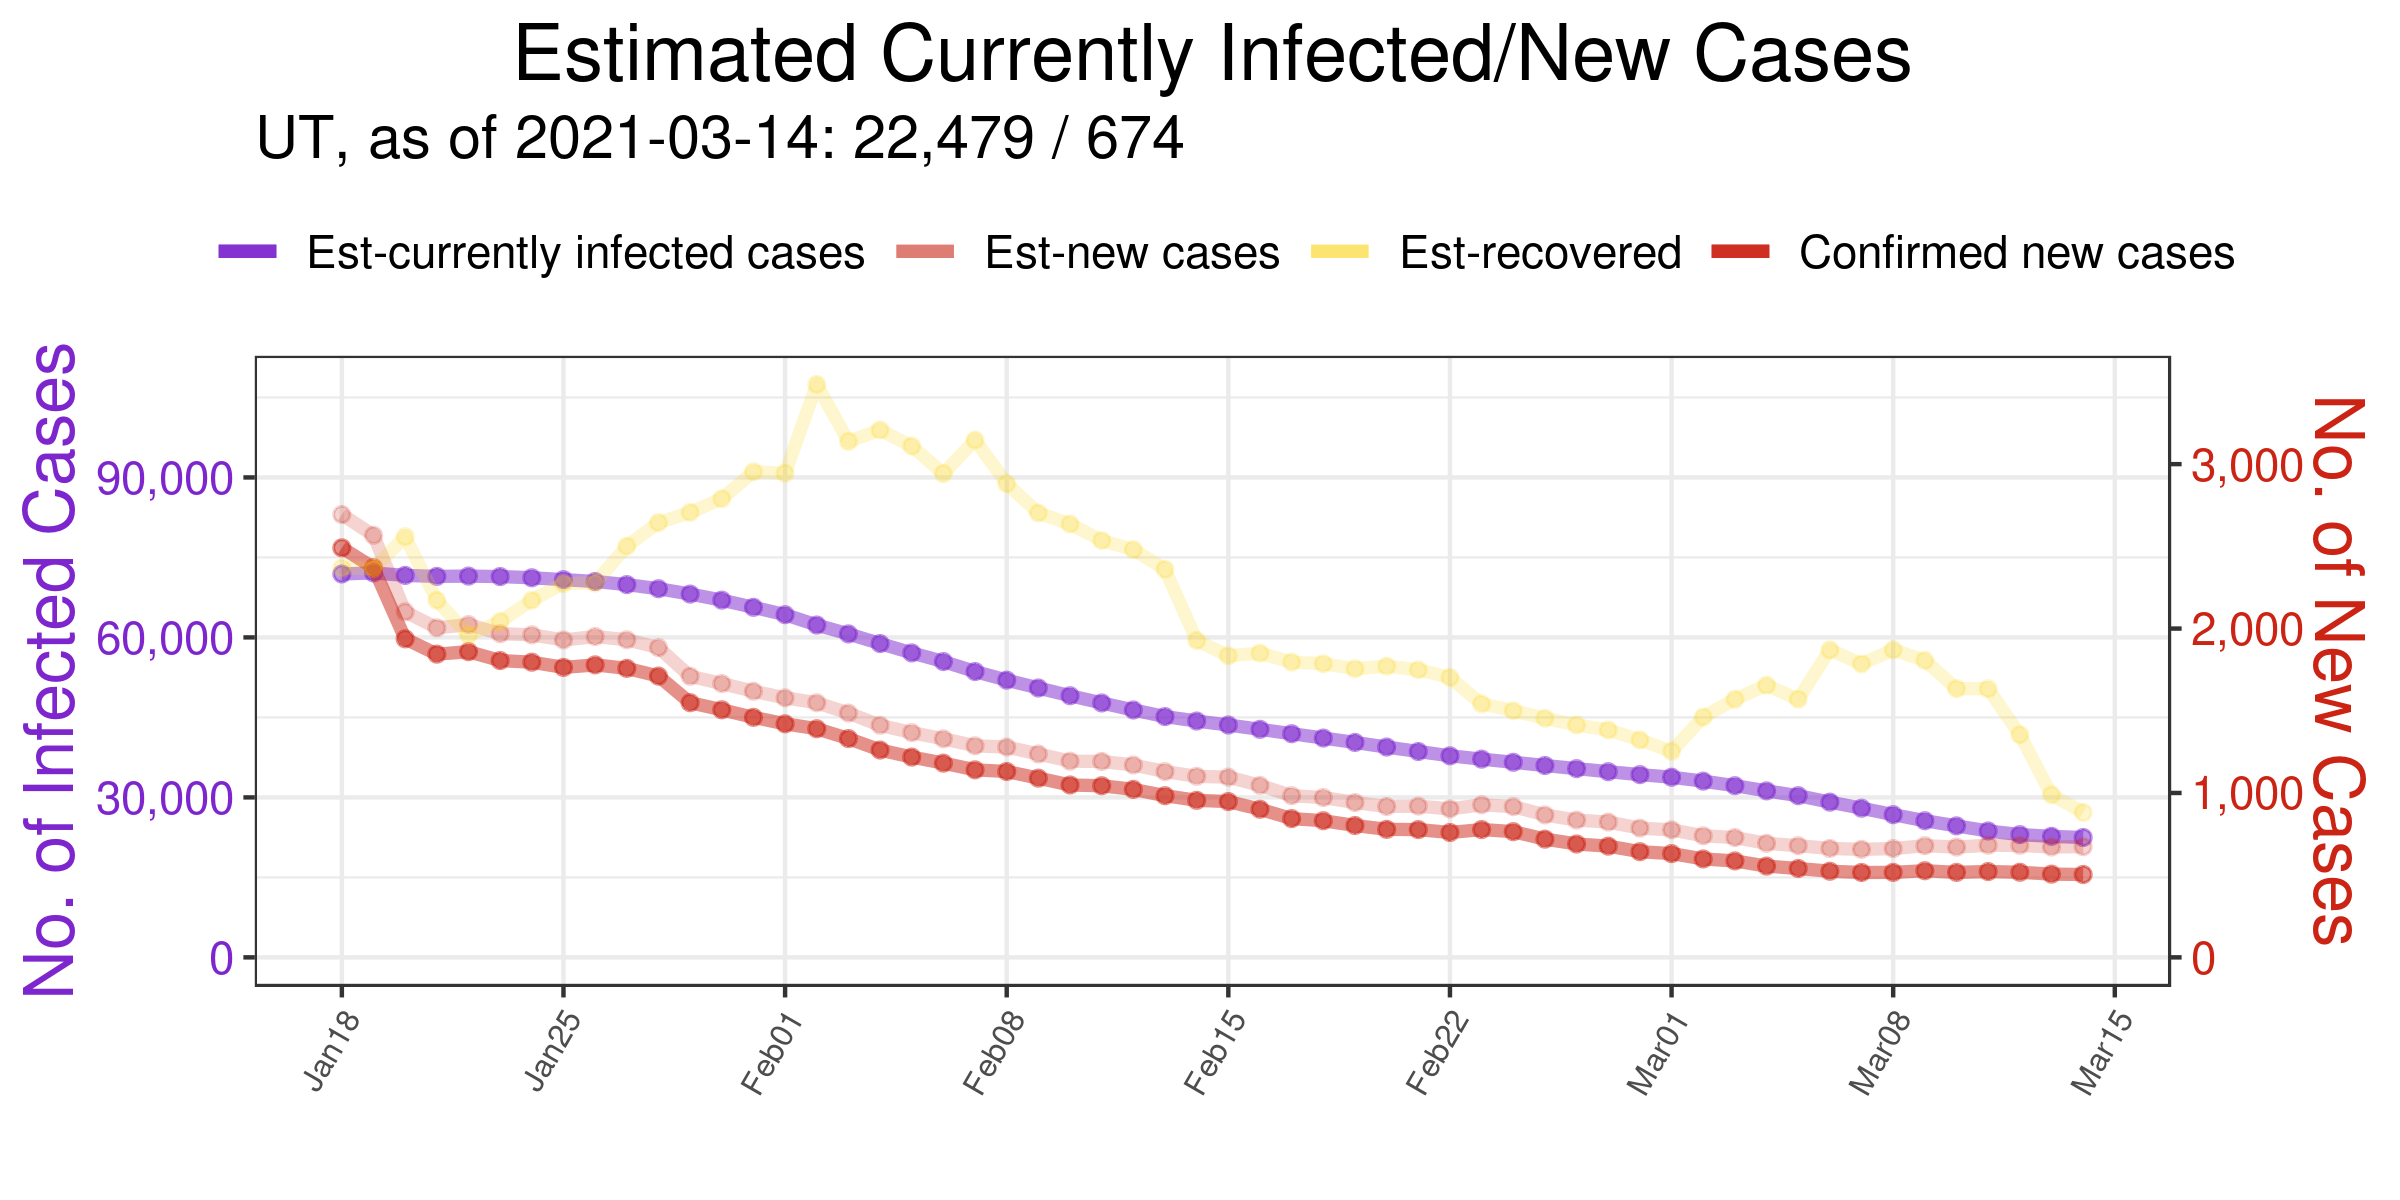 Estimated Currently Infected/New Cases
UT, as of 2021-03-14: 22,479 / 674
Est-currently infected cases Est-new cases Est-recovered Confirmed new cases
No. of Infected Cases
90,000
60,000
30,000
0
3,000
2,000
1,000
0
No. of New Cases
Jan18 Jan25 Feb01 Feb08 Feb15 Feb22 Mar01 Mar08 Mar15